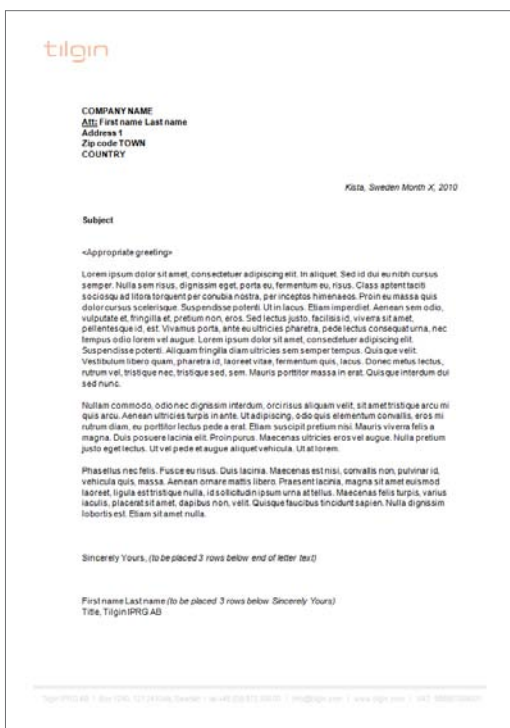 tilgin
COMPANY NAME
Att: First name Last name
Address 1
Zip code TOWN
COUNTRY
Kista, Sweden Month X, 2010
Subject
<Appropriate greeting>
Lorem ipsum dolor sit amet, consectetuer adipiscing elit. In aliquet. Sed id dui eu nibh cursus
semper. Nulla sem risus, dignissim eget, porta eu, fermentum eu, risus. Class aptent taciti
sociosqu ad litora torquent per conubia nostra, per inceptos himenaeos. Proin eu massa quis
dolor cursus scelerisque. Suspendisse potenti. Ut in lacus. Etiam imperdiet. Aenean sem odio,
vulputate et, fringilla et, pretium non, eros. Sed lectus justo, facilisis id, viverra sit amet,
pellentesque id, est. Vivamus porta, ante eu ultricies pharetra, pede lectus consequat urna, nec
tempus odio lorem vel augue. Lorem ipsum dolor sit amet, consectetuer adipiscing elit.
Suspendisse potenti. Aliquam fringilla diam ultricies sem semper tempus. Quisque velit.
Vestibulum libero quam, pharetra id, laoreet vitae, fermentum quis, lacus. Donec metus lectus,
rutrum vel, tristique nec, tristique sed, sem. Mauris porttitor massa in erat. Quisque interdum dui
sed nunc.
Nullam commodo, odio nec dignissim interdum, orci risus aliquam velit, sit amet tristique arcu mi
quis arcu. Aenean ultricies turpis in ante. Ut adipiscing, odio quis elementum convallis, eros mi
rutrum diam, eu porttitor lectus pede a erat. Etiam suscipit pretium nisi. Mauris viverra felis a
magna. Duis posuere lacinia elit. Proin purus. Maecenas ultricies eros vel augue. Nulla pretium
justo eget lectus. Ut vel pede et augue aliquet vehicula. Ut at lorem.
Phasellus nec felis. Fusce eu risus. Duis lacinia. Maecenas est nisi, convallis non, pulvinar id,
vehicula quis, massa. Aenean ornare mattis libero. Praesent lacinia, magna sit amet euismod
laoreet, ligula est tristique nulla, id sollicitudin ipsum urna at tellus. Maecenas felis turpis, varius
iaculis, placerat sit amet, dapibus non, velit. Quisque faucibus tincidunt sapien. Nulla dignissim
lobortis est. Etiam sit amet nulla.
Sincerely Yours, (to be placed 3 rows below end of letter text)
First name Last name (to be placed 3 rows below Sincerely Yours)
Title, Tilgin IPRG AB
Tilgin IPRG AB